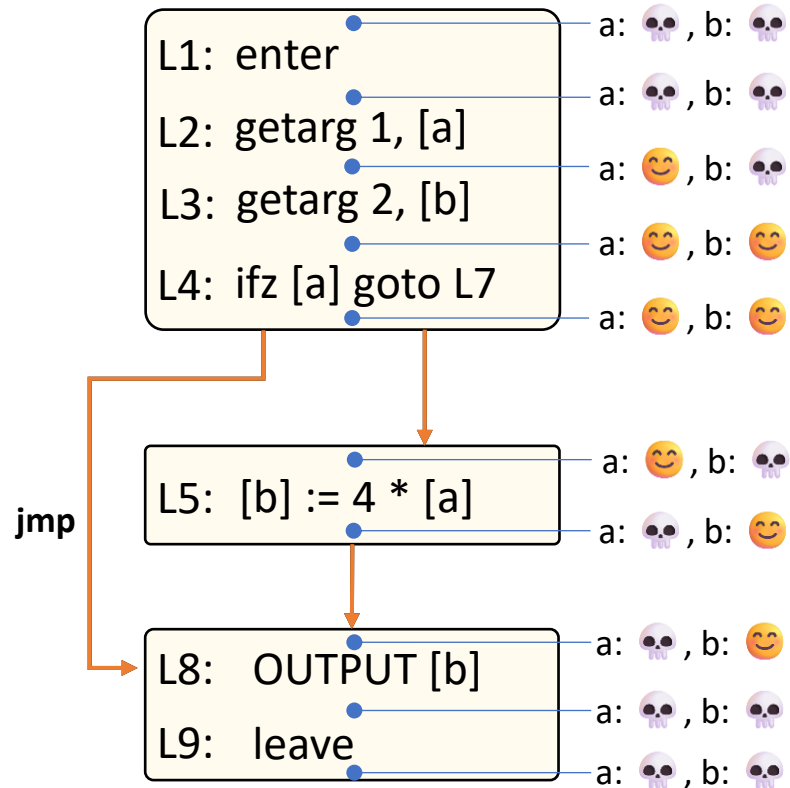 a: 💀, b: 💀
L1: enter
a: 💀, b: 💀
L2: getarg 1, [a]
a: 😊, b: 💀
L3: getarg 2, [b]
a: 😊, b: 😊
L4: ifz [a] goto L7
a: 😊, b: 😊
a: 😊, b: 💀
L5: [b] := 4 * [a]
jmp
a: 💀, b: 😊
a: 💀, b: 😊
L8: OUTPUT [b]
a: 💀, b: 💀
L9: leave
a: 💀, b: 💀